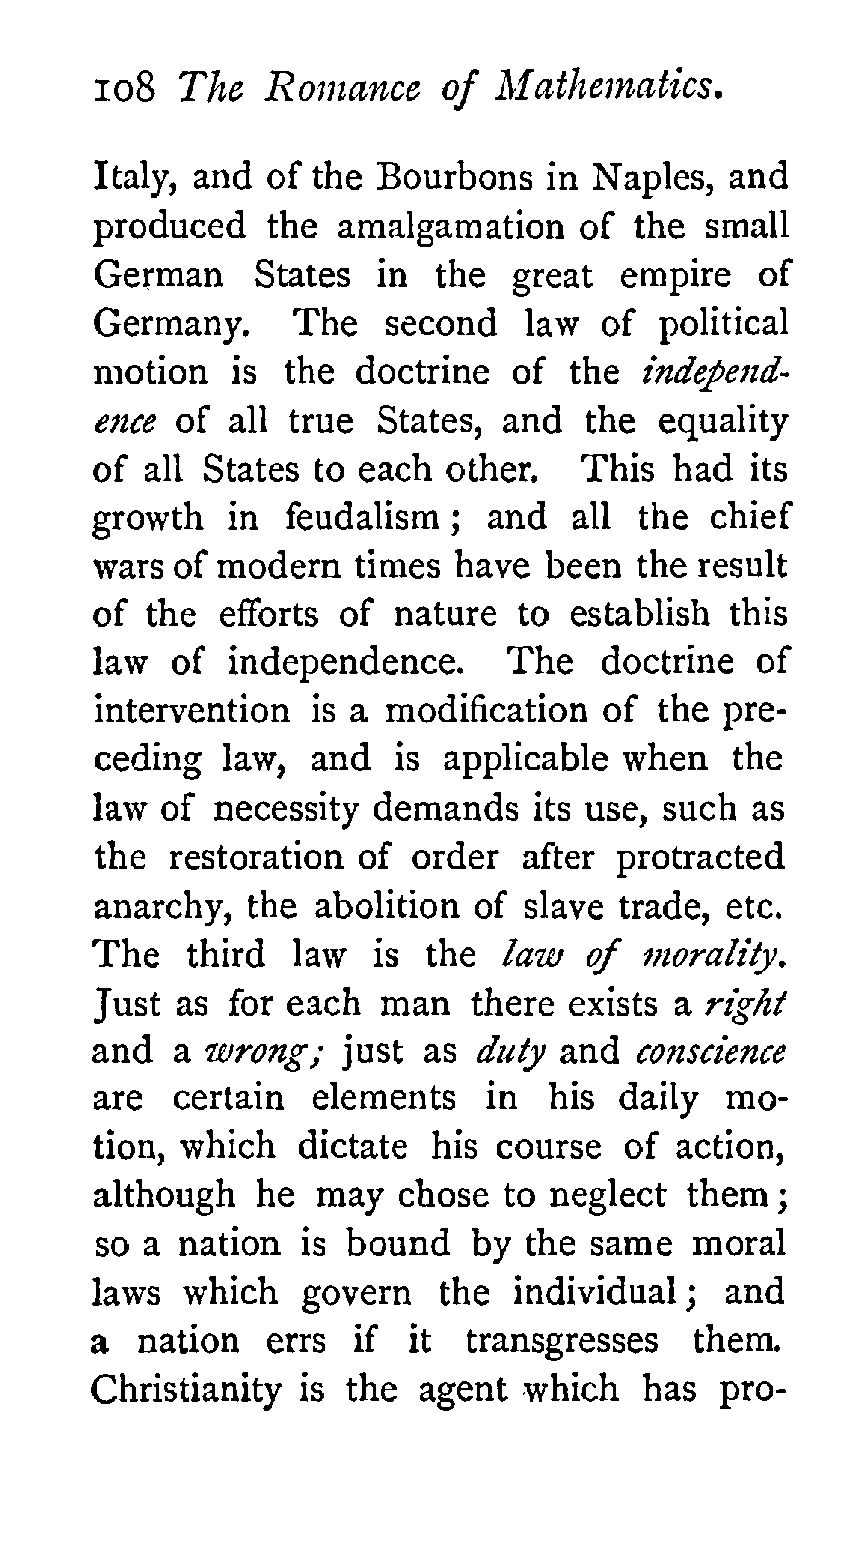 108 The Romance of Mathematics.
Italy, and of the Bourbons in Naples, and
produced the amalgamation of the small
German States in the great empire of
Germany. The second law of political
motion is the doctrine of the independ-
ence of all true States, and the equality
of all States to each other. This had its
growth in feudalism ; and all the chief
wars of modern times have been the result
of the efforts of nature to establish this
law of independence. The doctrine of
intervention is a modification of the pre-
ceding law, and is applicable when the
law of necessity demands its use, such as
the restoration of order after protracted
anarchy, the abolition of slave trade, etc.
The third law is the law of morality.
Just as for each man there exists a right
and a wrong; just as duty and conscience
are certain elements in his daily mo-
tion, which dictate his course of action,
although he may chose to neglect them ;
so a nation is bound by the same moral
laws which govern the individual ; and
a nation errs if it transgresses them.
Christianity is the agent which has pro-